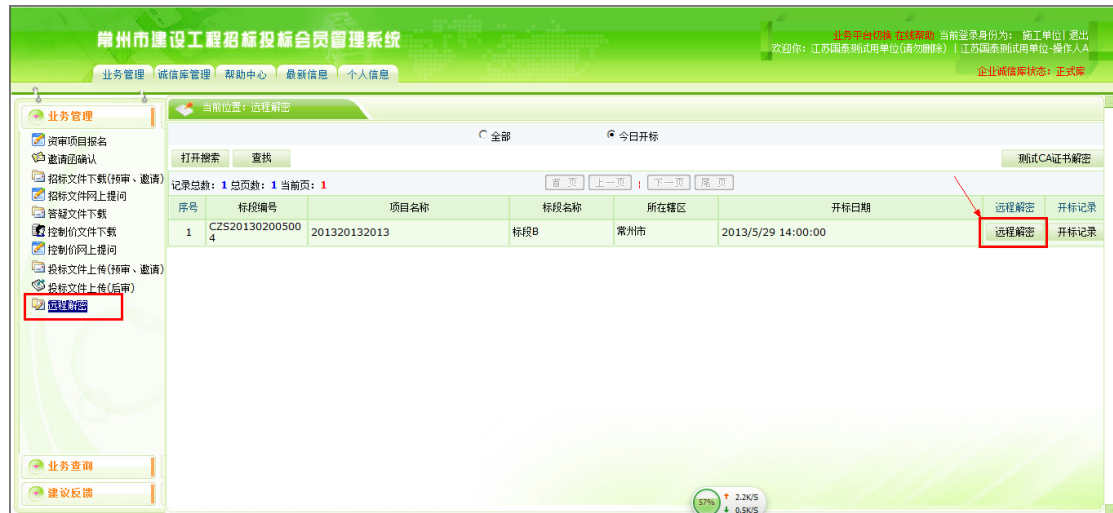 常州市建设工程招标投标会员管理系统
业务平台切换 在线帮助 当前登录身份为: 施工单位| 退出
欢迎你: 江苏国泰测试用单位(请勿删除) | 江苏国泰测试用单位-操作人A
业务管理 诚信库管理 帮助中心 最新信息 个人信息
企业诚信库状态: 正式库
业务管理
资审项目报名
邀请函确认
招标文件下载(预审、邀请)
招标文件网上提问
答疑文件下载
控制价文件下载
控制价网上提问
投标文件上传(预审、邀请)
投标文件上传(后审)
远程解密
业务查询
建议反馈
当前位置: 远程解密
全部 今日开标
打开搜索 查找 测试CA证书解密
记录总数: 1 总页数: 1 当前页: 1 首 页 上一页 | 下一页 尾 页
序号 标段编号 项目名称 标段名称 所在辖区 开标日期 远程解密 开标记录
1 CZS20130200500
4 201320132013 标段B 常州市 2013/5/29 14:00:00 远程解密 开标记录
57% ↑ 2.2K/S
↓ 0.5K/S